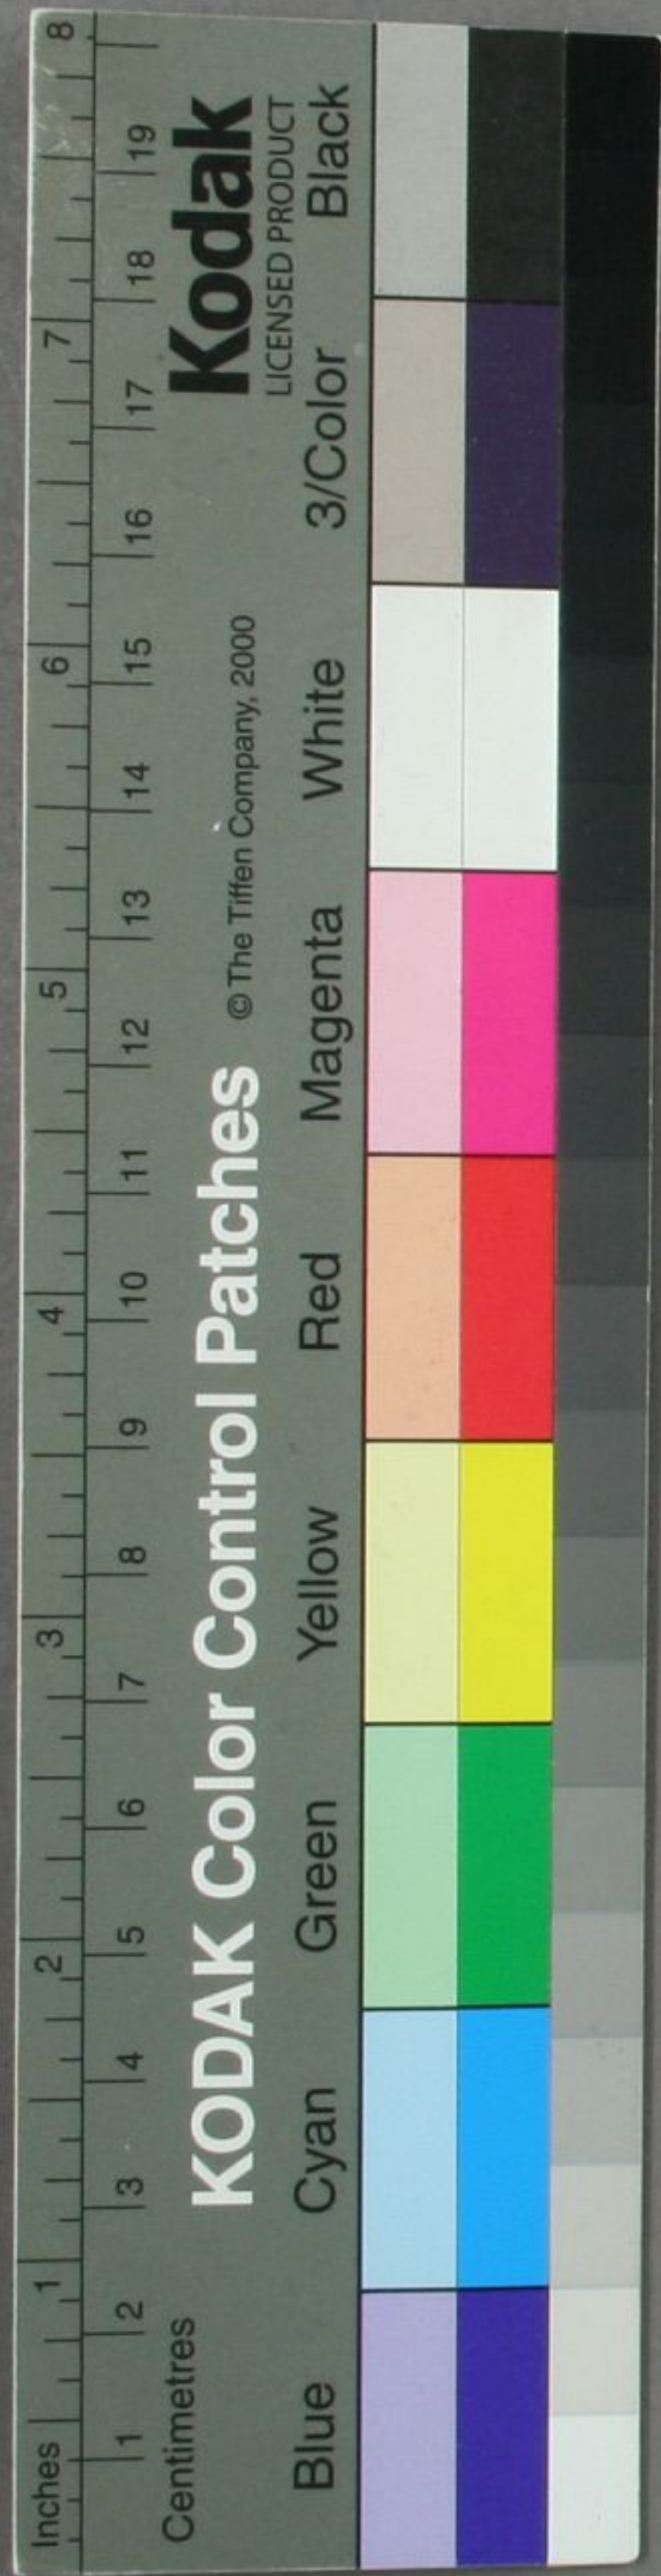 Inches 1 2 3 4 5 6 7 8
1 2 3 4 5 6 7 8 9 10 11 12 13 14 15 16 17 18 19
Centimetres
KODAK Color Control Patches © The Tiffen Company, 2000 Kodak
LICENSED PRODUCT
Blue Cyan Green Yellow Red Magenta White 3/Color Black